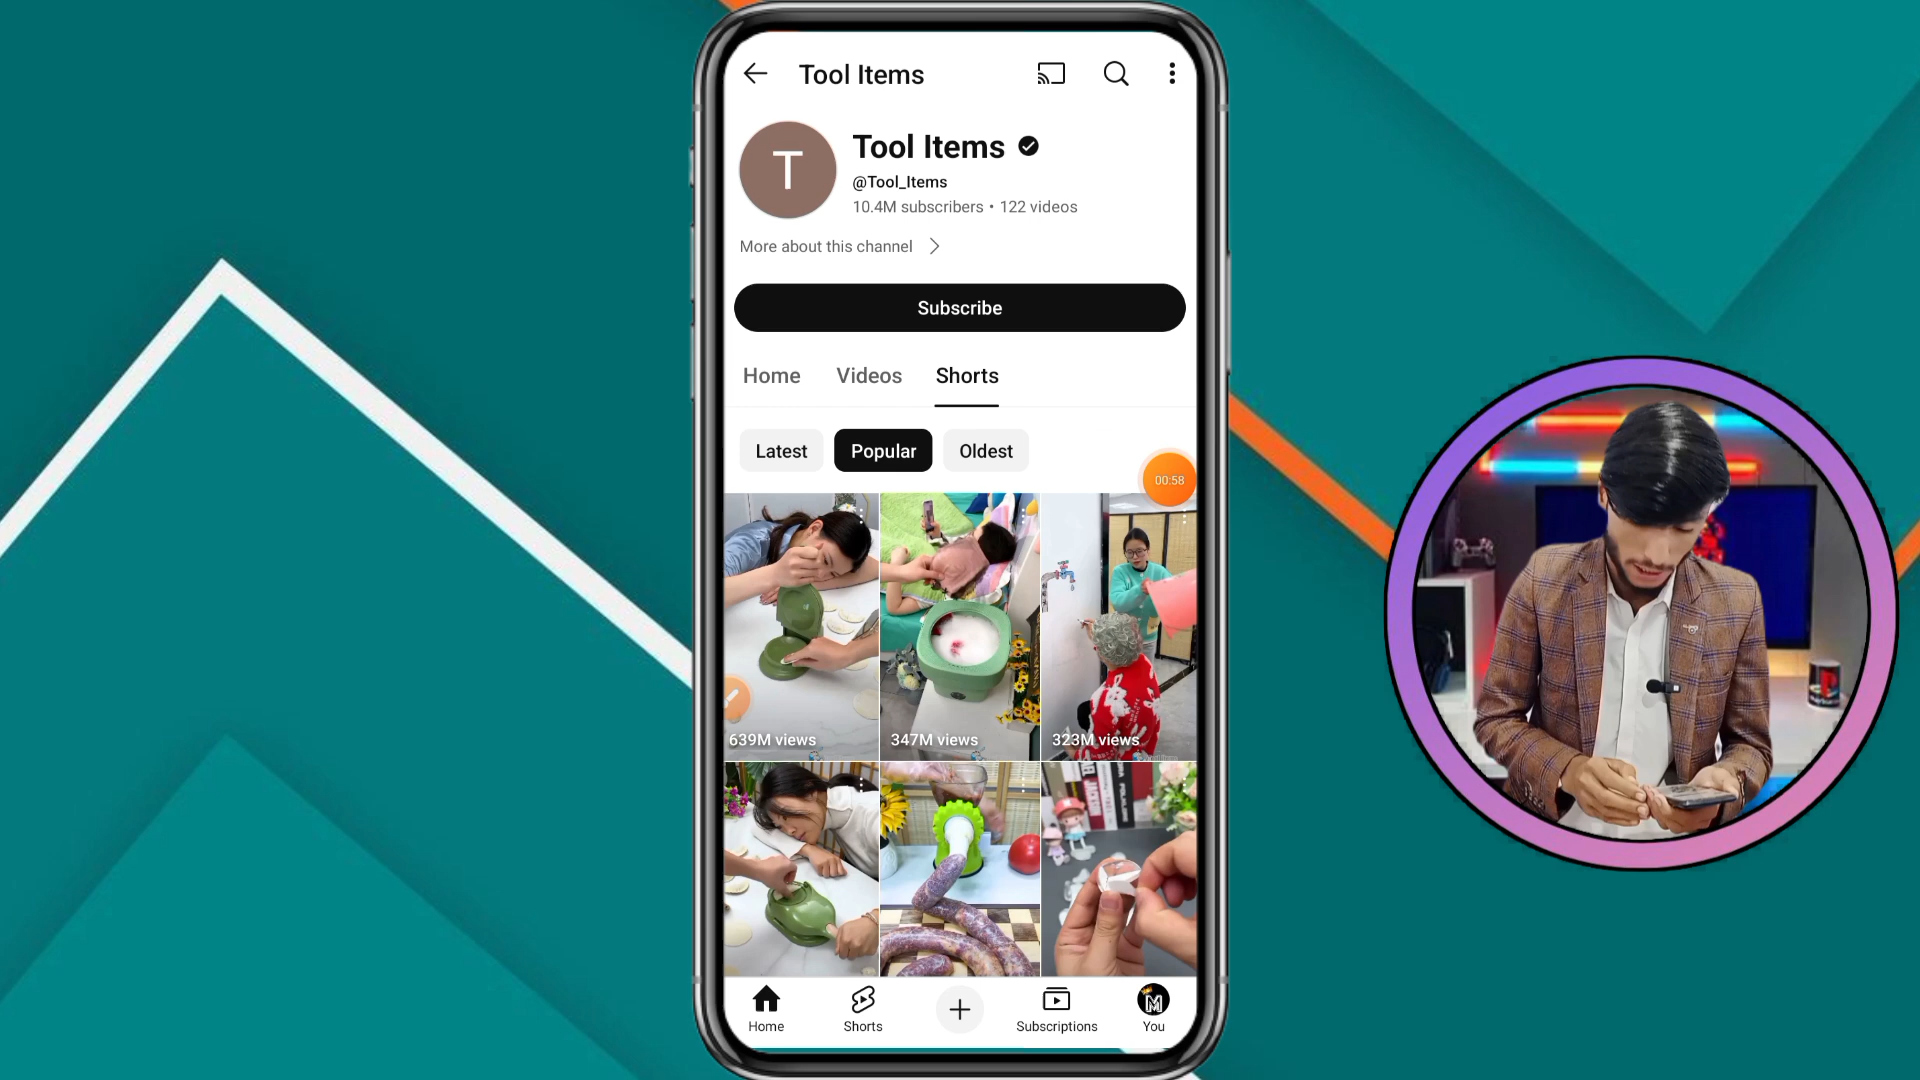 Tool Items
T
Tool Items
@Tool_Items
10.4M subscribers • 122 videos
More about this channel
Subscribe
Home Videos Shorts
Latest Popular Oldest
00:58
639M views 347M views 323M views
Home Shorts Subscriptions You